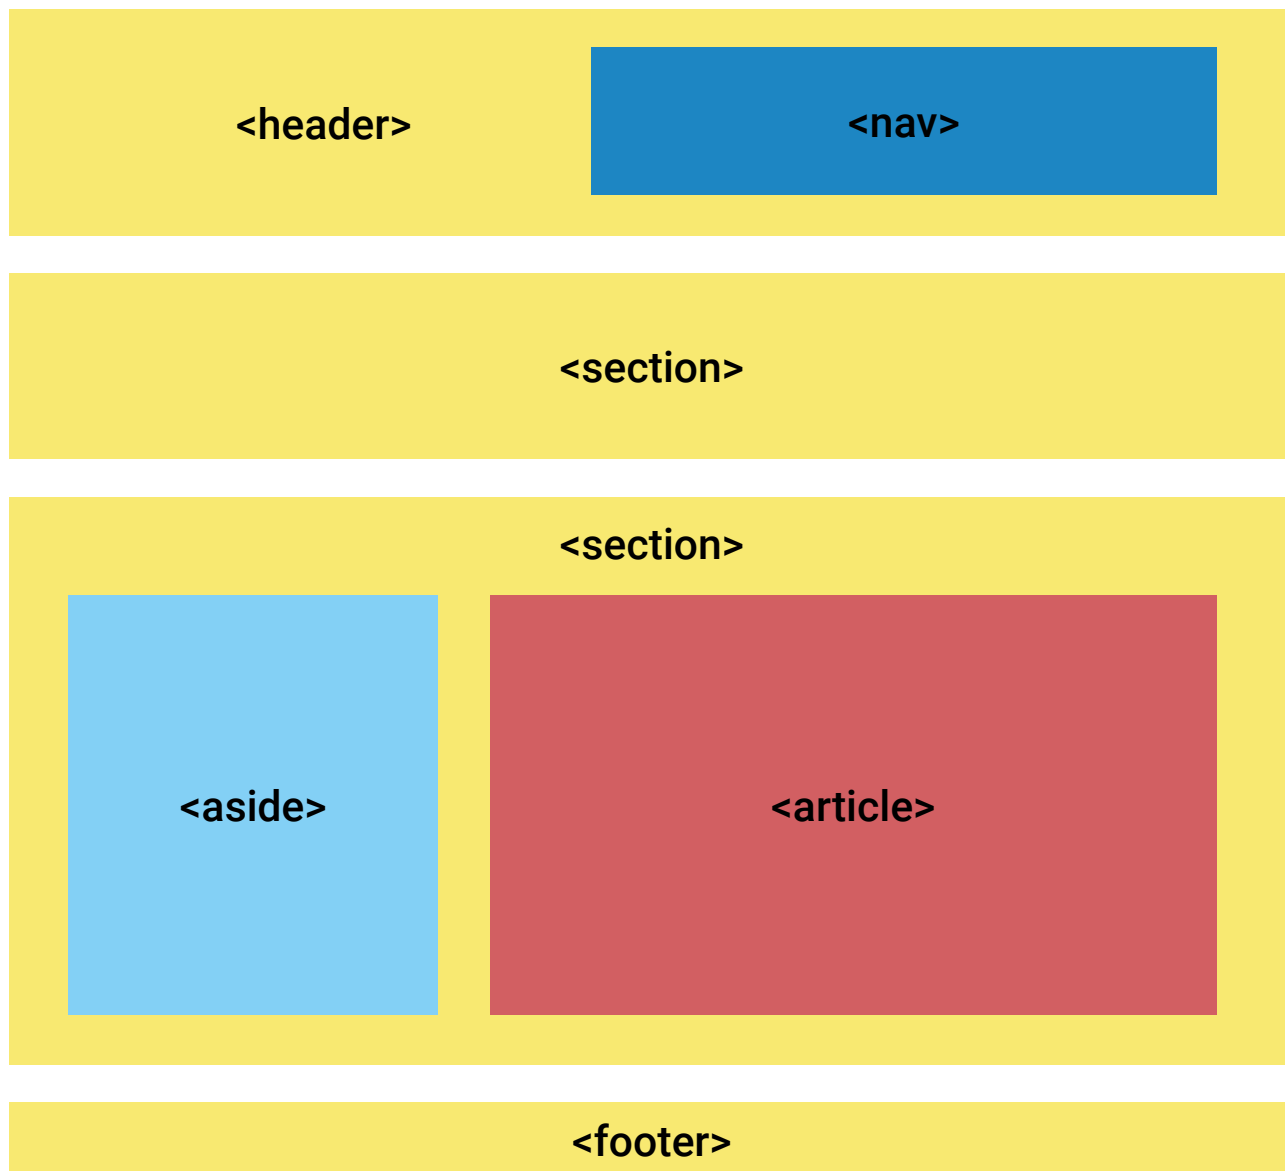 <header>
<nav>
<section>
<section>
<aside>
<article>
<footer>